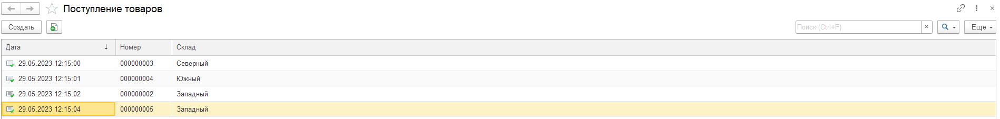 Поступление товаров
Создать Поиск (Ctrl+F) × Еще
Дата ↓ Номер Склад
29.05.2023 12:15:00 000000003 Северный
29.05.2023 12:15:01 000000004 Южный
29.05.2023 12:15:02 000000002 Западный
29.05.2023 12:15:04 000000005 Западный